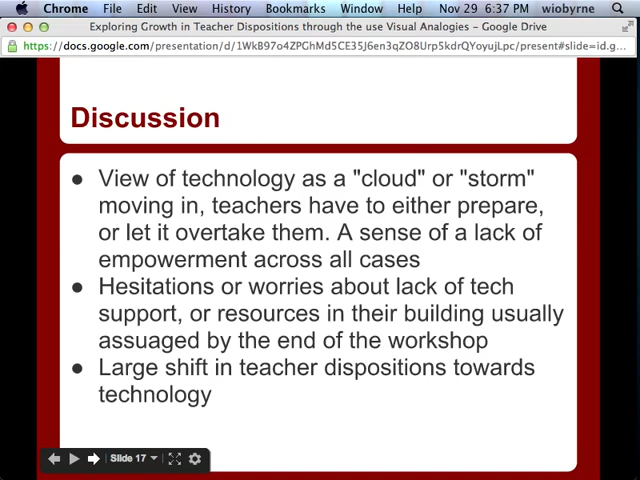 Chrome File Edit View History Bookmarks Window Help Nov 29 6:37 PM wiobyrne
Exploring Growth in Teacher Dispositions through the use Visual Analogies – Google Drive
https://docs.google.com/presentation/d/1WkB97o4ZPGhMd5CE35J6en3qZO8Urp5kdrQYoyujLpc/present#slide=id.g...
Discussion
● View of technology as a "cloud" or "storm"
moving in, teachers have to either prepare,
or let it overtake them. A sense of a lack of
empowerment across all cases
● Hesitations or worries about lack of tech
support, or resources in their building usually
assuaged by the end of the workshop
● Large shift in teacher dispositions towards
technology
Slide 17